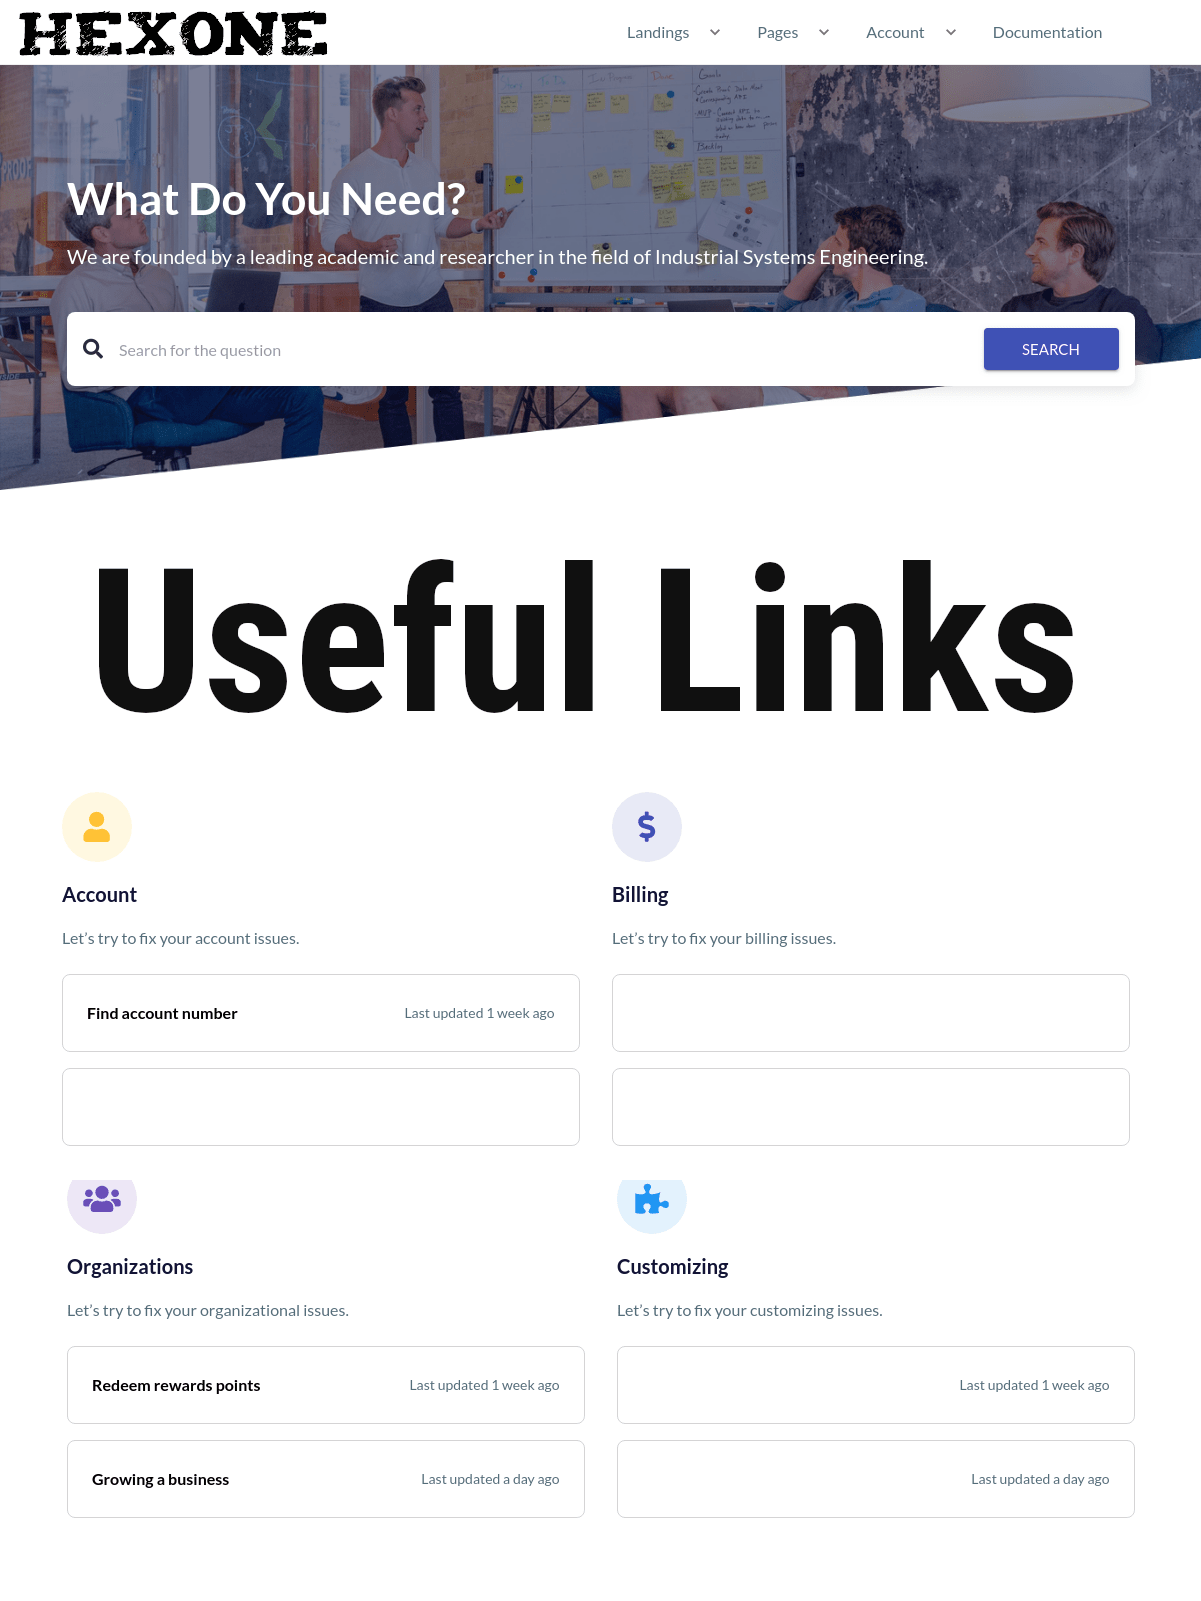 HEXONE
Landings Pages Account Documentation
What Do You Need?
We are founded by a leading academic and researcher in the field of Industrial Systems Engineering.
Search for the question SEARCH
Useful Links
Account
Let’s try to fix your account issues.
Find account number Last updated 1 week ago
Billing
Let’s try to fix your billing issues.
Organizations
Let’s try to fix your organizational issues.
Redeem rewards points Last updated 1 week ago
Growing a business Last updated a day ago
Customizing
Let’s try to fix your customizing issues.
Last updated 1 week ago
Last updated a day ago